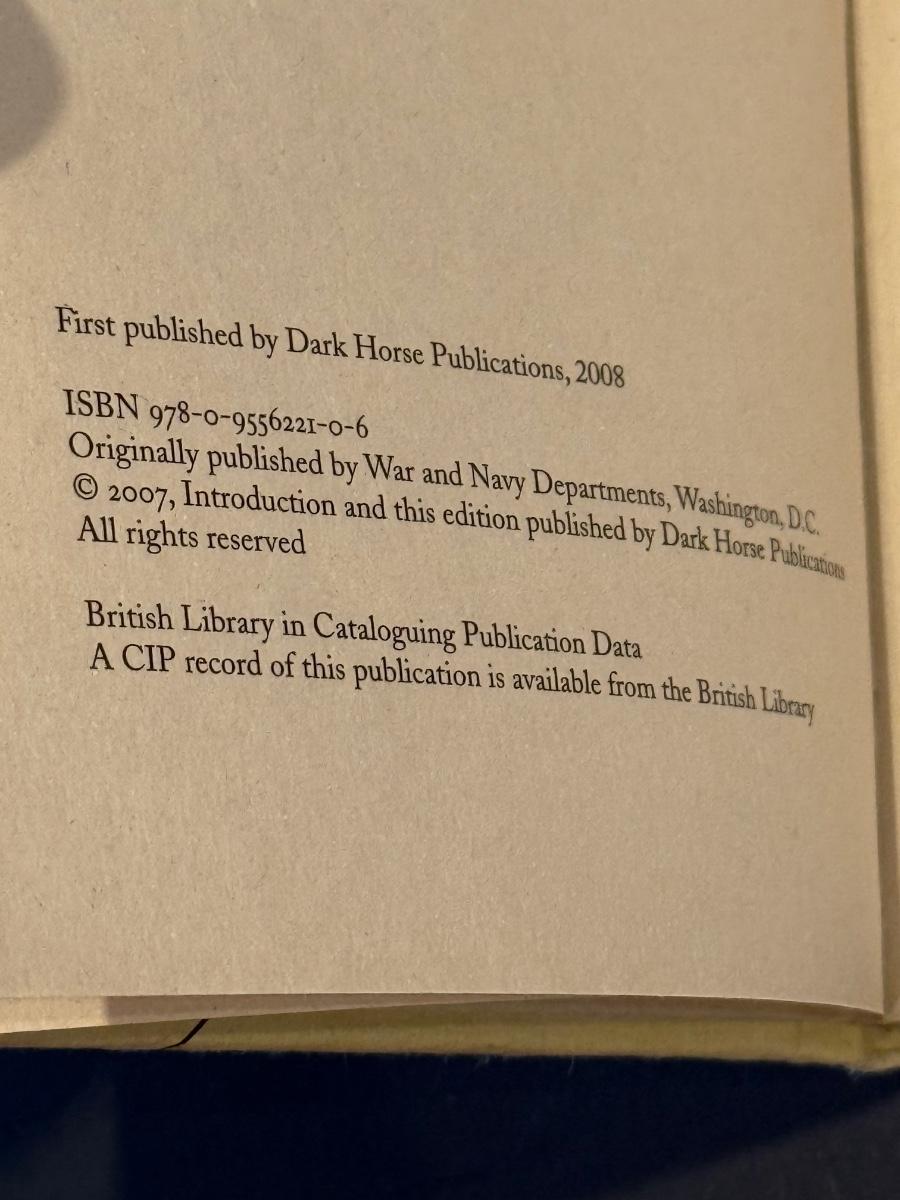 First published by Dark Horse Publications, 2008
ISBN 978-0-9556221-0-6
Originally published by War and Navy Departments, Washington, D.C.
© 2007, Introduction and this edition published by Dark Horse Publications
All rights reserved
British Library in Cataloguing Publication Data
A CIP record of this publication is available from the British Library